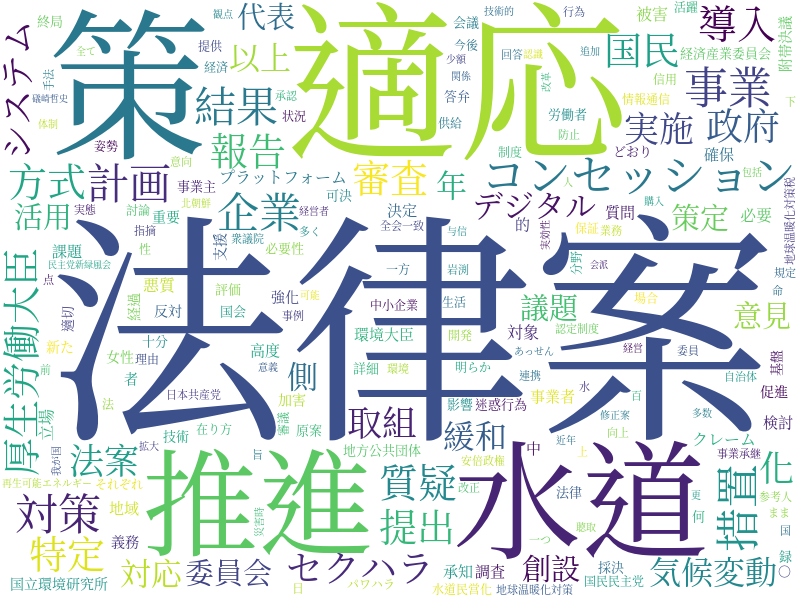 法律案
適応
策
推進
水道
コンセッション
厚生労働大臣
システム
デジタル
セクハラ
気候変動
措置
計画
企業
結果
報告
審査
年
以上
代表
国民
導入
事業
政府
実施
方式
活用
策定
議題
意見
側
取組
緩和
質疑
提出
法案
対策
特定
対応
委員会
創設
化
プラットフォーム
終局
手法
礒崎哲史
体制
姿勢
提供
経済
観点
全て
承認
状況
意向
北朝鮮
事業主
実態
討論
指摘
重要
可決
経営者
多く
衆議院
必要性
支援
決定
全会一致
与信
技術的
会議
今後
少額
関係
答弁
供給
回答
認識
行為
追加
改革
労働者
防止
制度
どおり
被害
活躍
経済産業委員会
信用
情報通信
確保
附帯決議
下
人
包括
購入
地球温暖化対策税
質問
的
必要
保証
業務
実効性
分野
会派
規定
命
場合
課題
民主党新緑風会
性
点
適切
立場
新た
前
悪質
経過
反対
十分
評価
国会
強化
可能
事例
一方
岩渕
中小企業
生活
環境大臣
開発
対象
認定制度
あっせん
明らか
経営
委員
連携
自治体
基盤
促進
検討
女性
理由
者
高度
意義
詳細
環境
日本共産党
加害
影響
迷惑行為
事業者
水
百
修正案
多数
向上
クレーム
事業承継
法
技術
在り方
審議
原案
地方公共団体
安倍政権
中
近年
上
我が国
拡大
再生可能エネルギー
それぞれ
改正
法律
更
何
参考人
まま
国
地域
義務
災害時
一つ
聴取
録
○
国立環境研究所
日
パワハラ
承知
調査
水道民営化
地球温暖化対策
採決
国民民主党